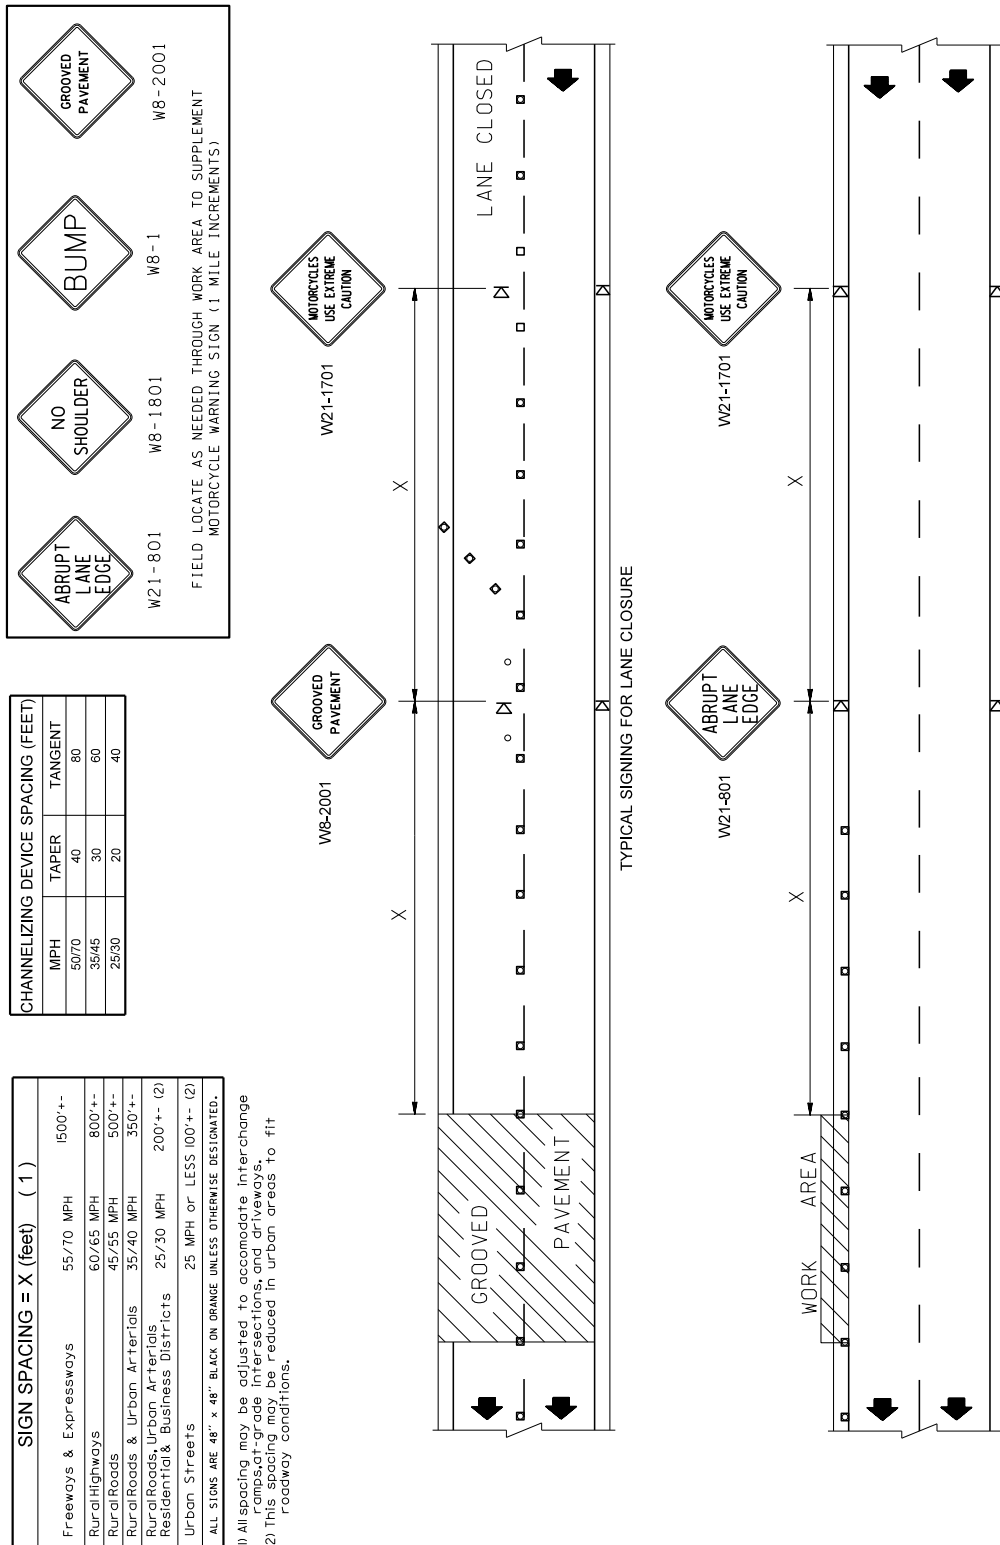 SIGN SPACING = X (feet) ( 1 )
Freeways & Expressways 55/70 MPH 1500'+-
Rural Highways 60/65 MPH 800'+-
Rural Roads 45/55 MPH 500'+-
Rural Roads & Urban Arterials 35/40 MPH 350'+-
Rural Roads, Urban Arterials
Residential & Business Districts 25/30 MPH 200'+- (2)
Urban Streets 25 MPH or LESS 100'+- (2)
ALL SIGNS ARE 48" x 48" BLACK ON ORANGE UNLESS OTHERWISE DESIGNATED.
1) All spacing may be adjusted to accomodate interchange
ramps, at-grade intersections, and driveways.
2) This spacing may be reduced in urban areas to fit
roadway conditions.
CHANNELIZING DEVICE SPACING (FEET)
MPH TAPER TANGENT
50/70 40 80
35/45 30 60
25/30 20 40
ABRUPT
LANE
EDGE
W21-801
NO
SHOULDER
W8-1801
BUMP
W8-1
GROOVED
PAVEMENT
W8-2001
FIELD LOCATE AS NEEDED THROUGH WORK AREA TO SUPPLEMENT
MOTORCYCLE WARNING SIGN (1 MILE INCREMENTS)
GROOVED
PAVEMENT
W8-2001
MOTORCYCLES
USE EXTREME
CAUTION
W21-1701
X
X
LANE CLOSED
GROOVED
PAVEMENT
TYPICAL SIGNING FOR LANE CLOSURE
ABRUPT
LANE
EDGE
W21-801
MOTORCYCLES
USE EXTREME
CAUTION
W21-1701
X
X
WORK AREA